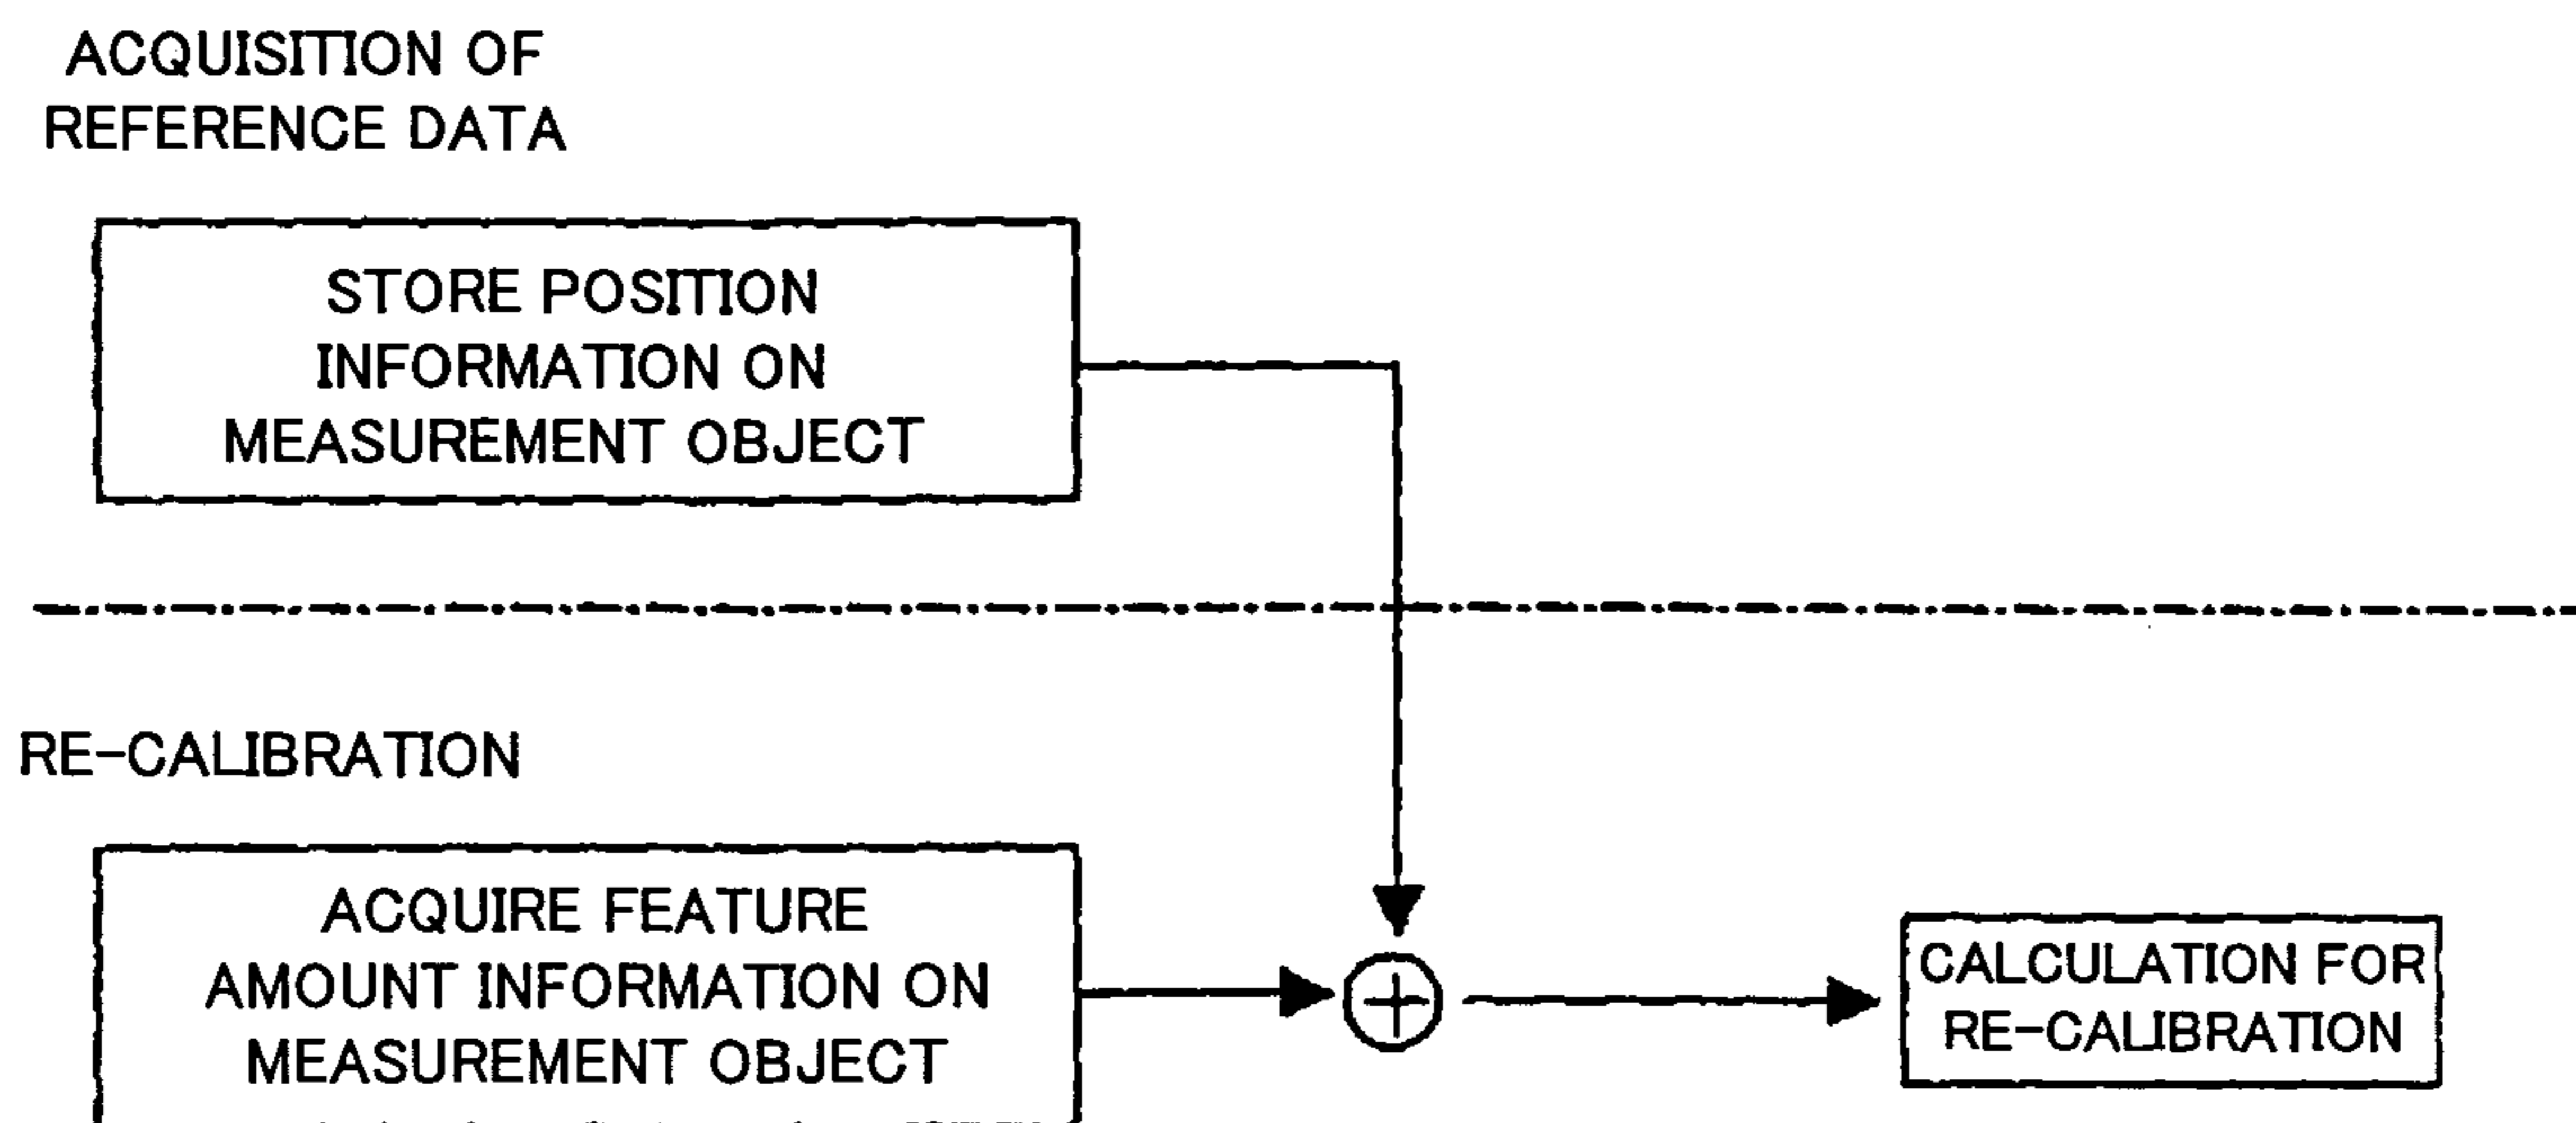 ACQUISITION OF
REFERENCE DATA
STORE POSITION
INFORMATION ON
MEASUREMENT OBJECT
RE-CALIBRATION
ACQUIRE FEATURE
AMOUNT INFORMATION ON
MEASUREMENT OBJECT
CALCULATION FOR
RE-CALIBRATION